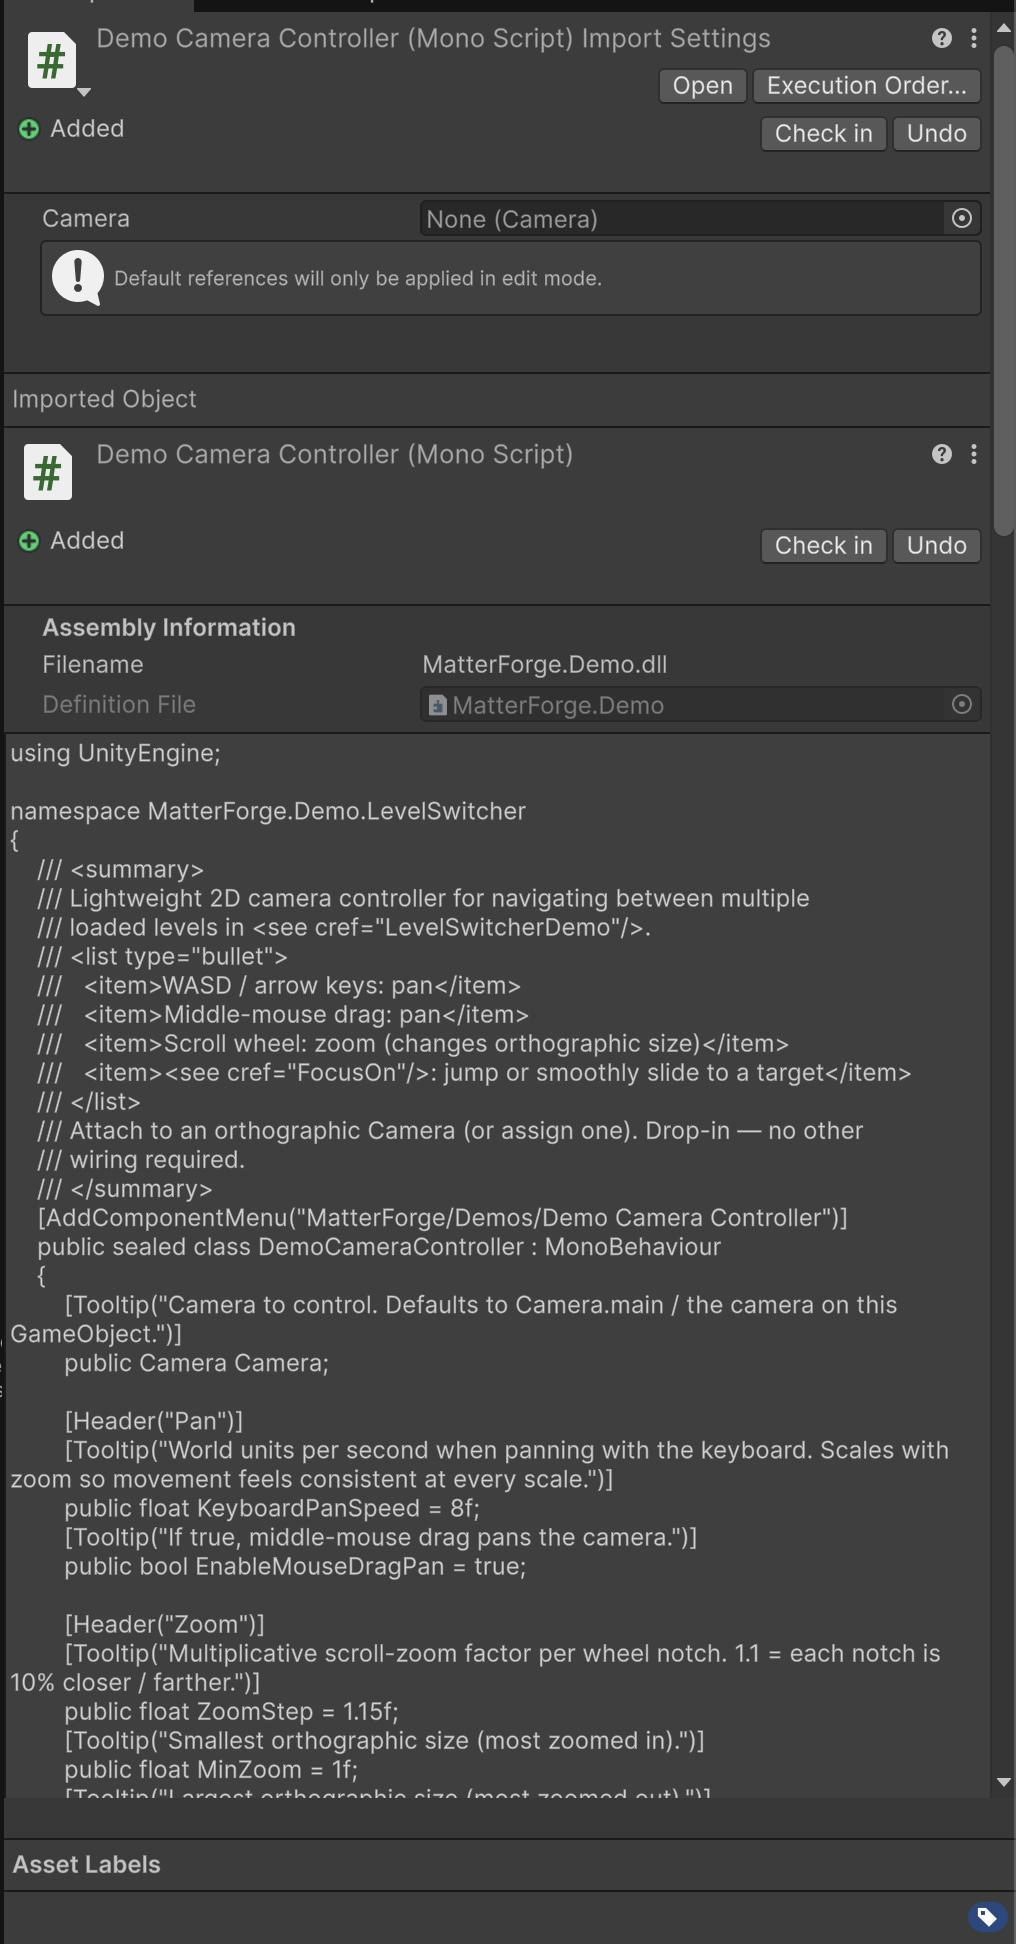 Demo Camera Controller (Mono Script) Import Settings
Open
Execution Order...
Added
Check in
Undo
Camera
None (Camera)
Default references will only be applied in edit mode.
Imported Object
Demo Camera Controller (Mono Script)
Added
Check in
Undo
Assembly Information
Filename
MatterForge.Demo.dll
Definition File
MatterForge.Demo
using UnityEngine;
namespace MatterForge.Demo.LevelSwitcher
{
/// <summary>
/// Lightweight 2D camera controller for navigating between multiple
/// loaded levels in <see cref="LevelSwitcherDemo"/>.
/// <list type="bullet">
///   <item>WASD / arrow keys: pan</item>
///   <item>Middle-mouse drag: pan</item>
///   <item>Scroll wheel: zoom (changes orthographic size)</item>
///   <item><see cref="FocusOn"/>: jump or smoothly slide to a target</item>
/// </list>
/// Attach to an orthographic Camera (or assign one). Drop-in — no other
/// wiring required.
/// </summary>
[AddComponentMenu("MatterForge/Demos/Demo Camera Controller")]
public sealed class DemoCameraController : MonoBehaviour
{
[Tooltip("Camera to control. Defaults to Camera.main / the camera on this
GameObject.")]
public Camera Camera;
[Header("Pan")]
[Tooltip("World units per second when panning with the keyboard. Scales with
zoom so movement feels consistent at every scale.")]
public float KeyboardPanSpeed = 8f;
[Tooltip("If true, middle-mouse drag pans the camera.")]
public bool EnableMouseDragPan = true;
[Header("Zoom")]
[Tooltip("Multiplicative scroll-zoom factor per wheel notch. 1.1 = each notch is
10% closer / farther.")]
public float ZoomStep = 1.15f;
[Tooltip("Smallest orthographic size (most zoomed in).")]
public float MinZoom = 1f;
[Tooltip("Largest orthographic size (most zoomed out).")]
Asset Labels